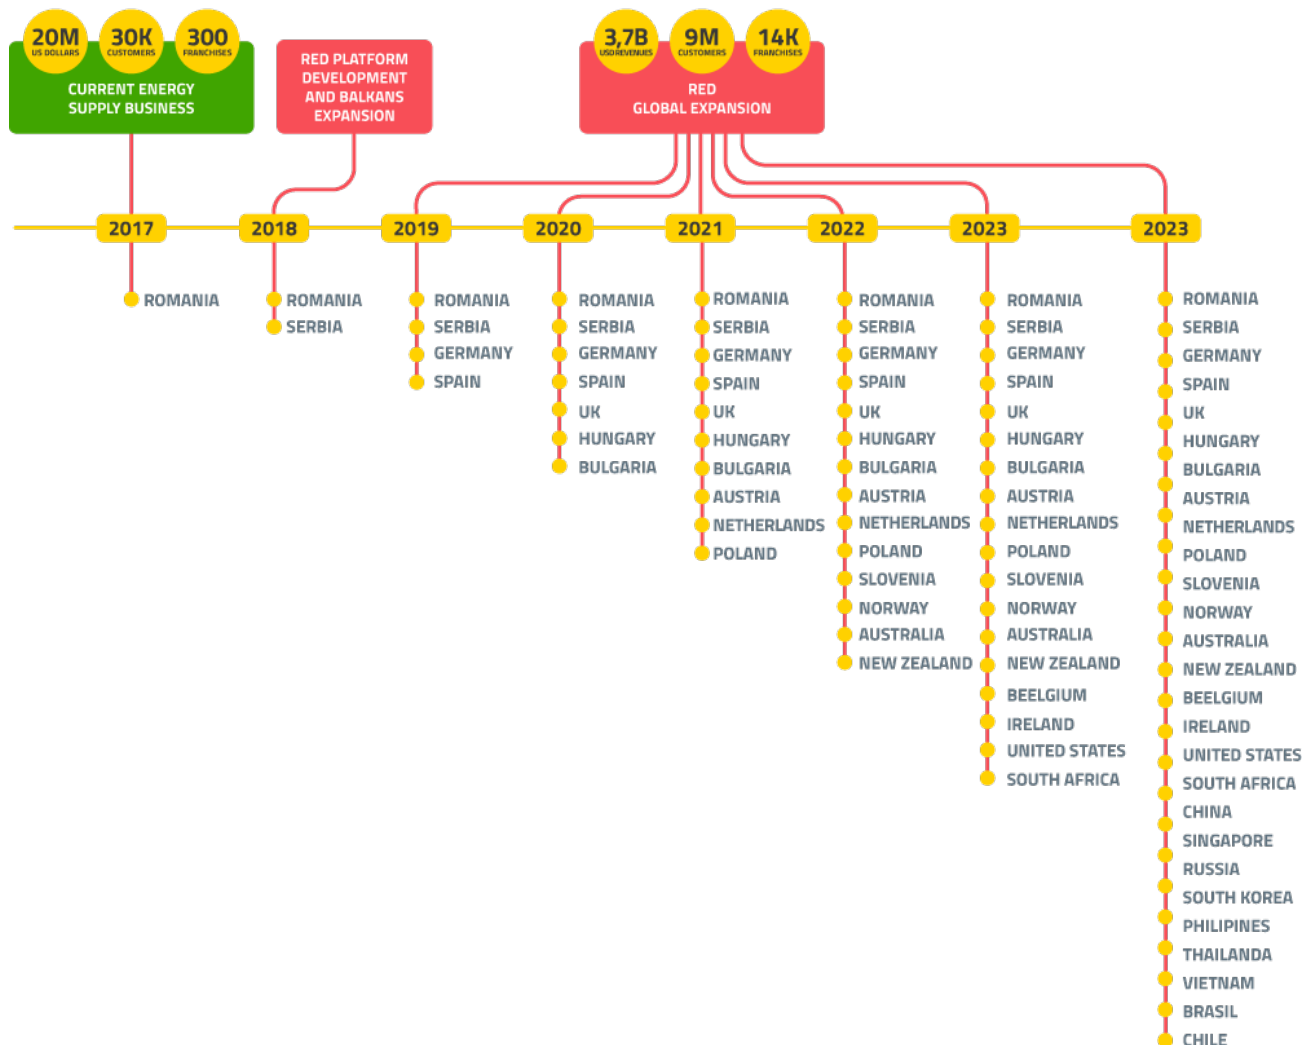 20M
US DOLLARS
30K
CUSTOMERS
300
FRANCHISES
CURRENT ENERGY
SUPPLY BUSINESS
RED PLATFORM
DEVELOPMENT
AND BALKANS
EXPANSION
3,7B
USD REVENUES
9M
CUSTOMERS
14K
FRANCHISES
RED
GLOBAL EXPANSION
2017
ROMANIA
2018
ROMANIA
SERBIA
2019
ROMANIA
SERBIA
GERMANY
SPAIN
2020
ROMANIA
SERBIA
GERMANY
SPAIN
UK
HUNGARY
BULGARIA
2021
ROMANIA
SERBIA
GERMANY
SPAIN
UK
HUNGARY
BULGARIA
AUSTRIA
NETHERLANDS
POLAND
2022
ROMANIA
SERBIA
GERMANY
SPAIN
UK
HUNGARY
BULGARIA
AUSTRIA
NETHERLANDS
POLAND
SLOVENIA
NORWAY
AUSTRALIA
NEW ZEALAND
2023
ROMANIA
SERBIA
GERMANY
SPAIN
UK
HUNGARY
BULGARIA
AUSTRIA
NETHERLANDS
POLAND
SLOVENIA
NORWAY
AUSTRALIA
NEW ZEALAND
BEELGIUM
IRELAND
UNITED STATES
SOUTH AFRICA
2023
ROMANIA
SERBIA
GERMANY
SPAIN
UK
HUNGARY
BULGARIA
AUSTRIA
NETHERLANDS
POLAND
SLOVENIA
NORWAY
AUSTRALIA
NEW ZEALAND
BEELGIUM
IRELAND
UNITED STATES
SOUTH AFRICA
CHINA
SINGAPORE
RUSSIA
SOUTH KOREA
PHILIPINES
THAILANDA
VIETNAM
BRASIL
CHILE